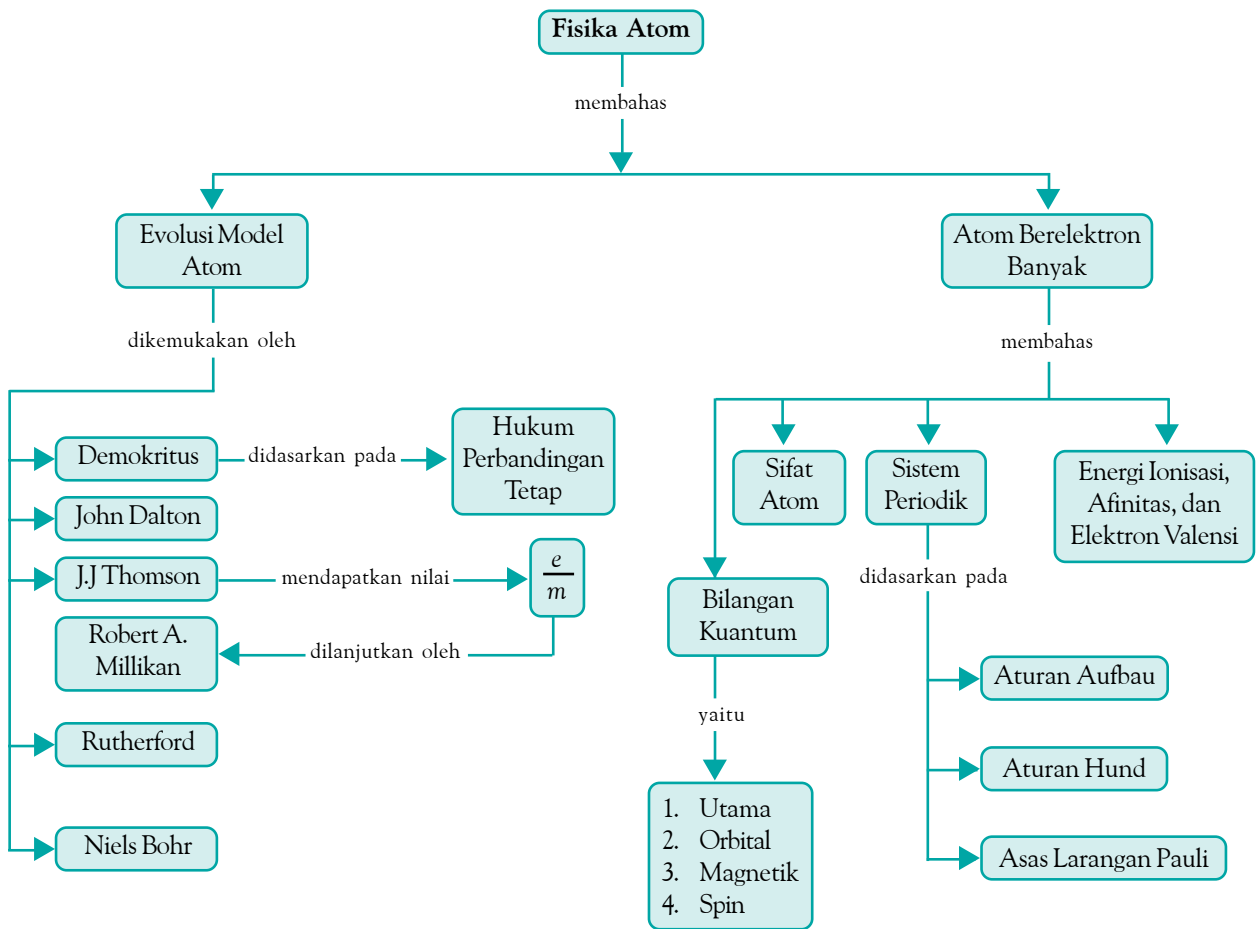 Fisika Atom
membahas
Evolusi Model
Atom
dikemukakan oleh
Demokritus
didasarkan pada
Hukum
Perbandingan
Tetap
John Dalton
J.J Thomson
mendapatkan nilai
e
m
Robert A.
Millikan
dilanjutkan oleh
Rutherford
Niels Bohr
Atom Berelektron
Banyak
membahas
Bilangan
Kuantum
yaitu
1. Utama
2. Orbital
3. Magnetik
4. Spin
Sifat
Atom
Sistem
Periodik
didasarkan pada
Aturan Aufbau
Aturan Hund
Asas Larangan Pauli
Energi Ionisasi,
Afinitas, dan
Elektron Valensi